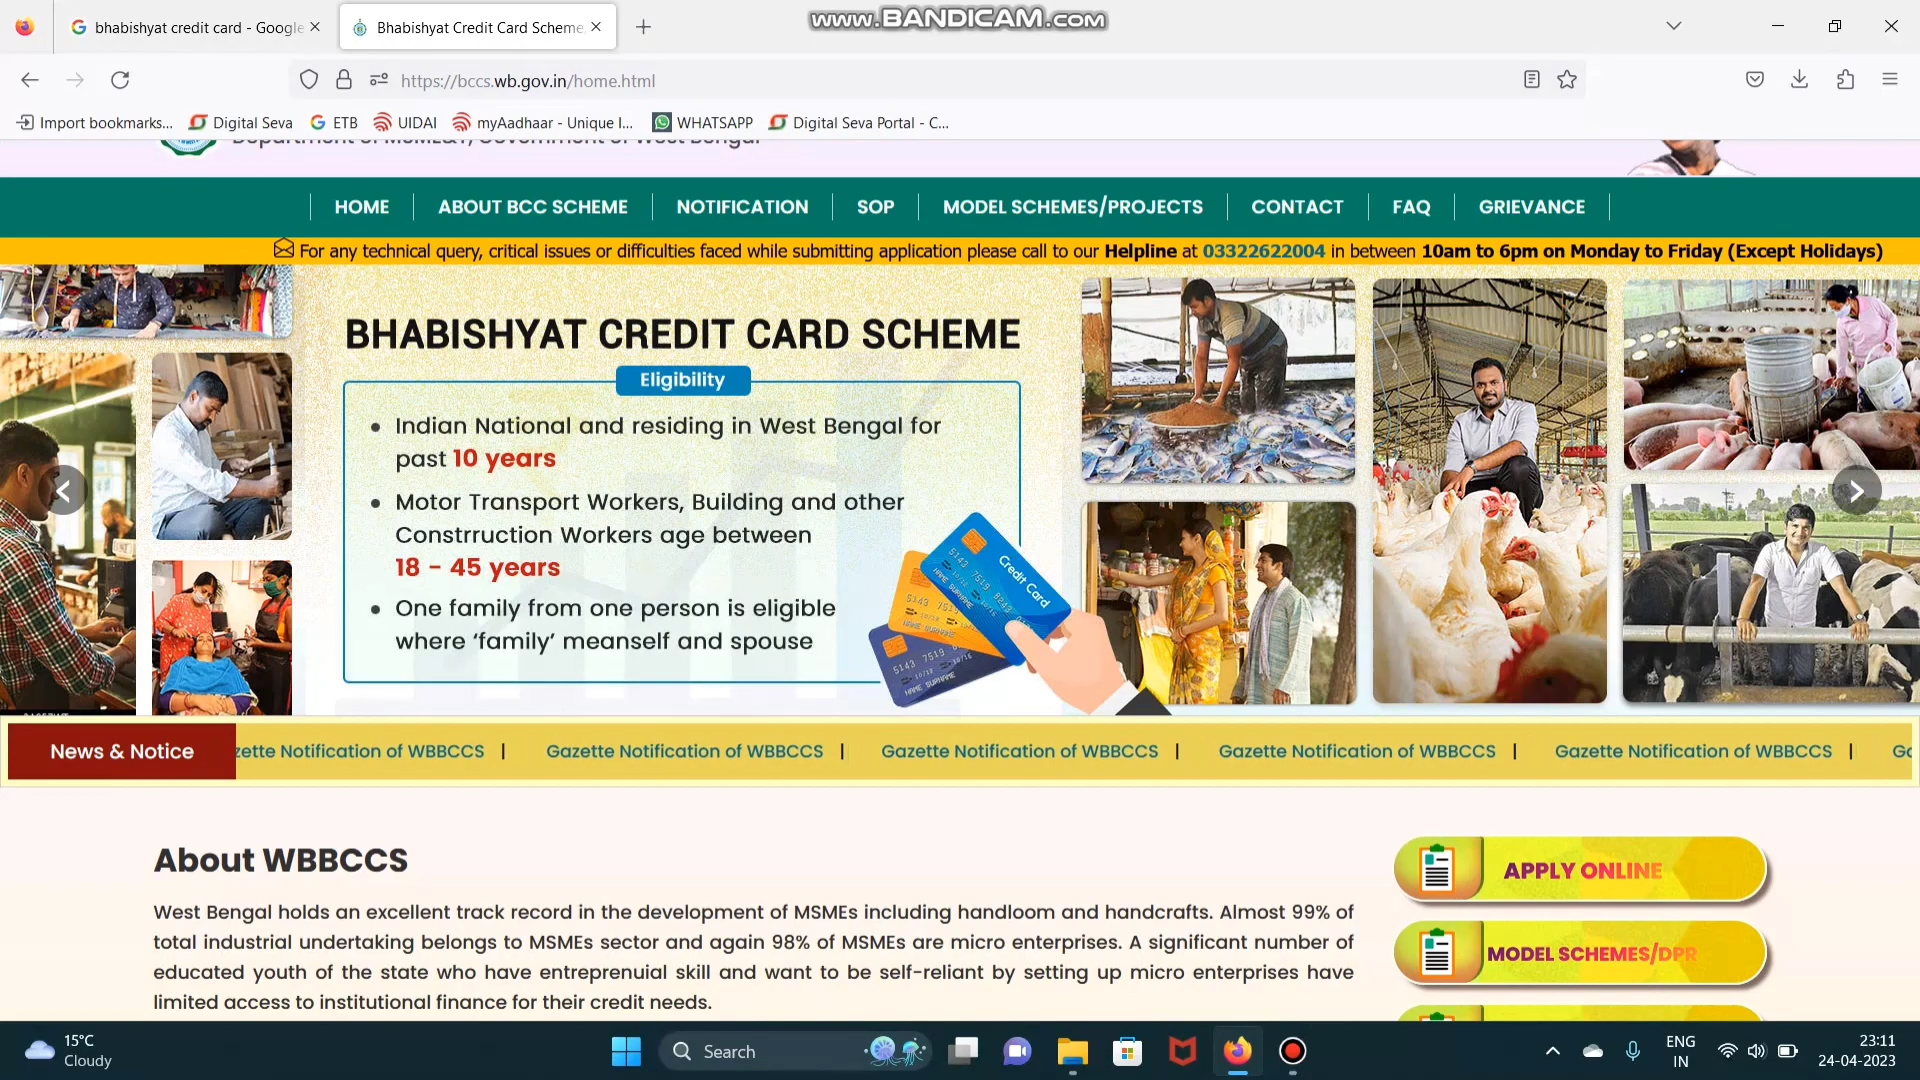 www.BANDICAM.com
bhabishyat credit card - Google
Bhabishyat Credit Card Scheme
https://bccs.wb.gov.in/home.html
Import bookmarks... Digital Seva ETB UIDAI myAadhaar - Unique I... WHATSAPP Digital Seva Portal - C...
Department of MSME&T, Government of West Bengal
HOME ABOUT BCC SCHEME NOTIFICATION SOP MODEL SCHEMES/PROJECTS CONTACT FAQ GRIEVANCE
For any technical query, critical issues or difficulties faced while submitting application please call to our Helpline at 03322622004 in between 10am to 6pm on Monday to Friday (Except Holidays)
BHABISHYAT CREDIT CARD SCHEME
Eligibility
• Indian National and residing in West Bengal for
past 10 years
• Motor Transport Workers, Building and other
Constrruction Workers age between
18 - 45 years
• One family from one person is eligible
where ‘family’ meanself and spouse
Credit Card
News & Notice
zette Notification of WBBCCS | Gazette Notification of WBBCCS | Gazette Notification of WBBCCS | Gazette Notification of WBBCCS | Gazette Notification of WBBCCS |
About WBBCCS
West Bengal holds an excellent track record in the development of MSMEs including handloom and handcrafts. Almost 99% of
total industrial undertaking belongs to MSMEs sector and again 98% of MSMEs are micro enterprises. A significant number of
educated youth of the state who have entreprenuial skill and want to be self-reliant by setting up micro enterprises have
limited access to institutional finance for their credit needs.
APPLY ONLINE
MODEL SCHEMES/DPR
15°C
Cloudy
Search
ENG
IN
23:11
24-04-2023